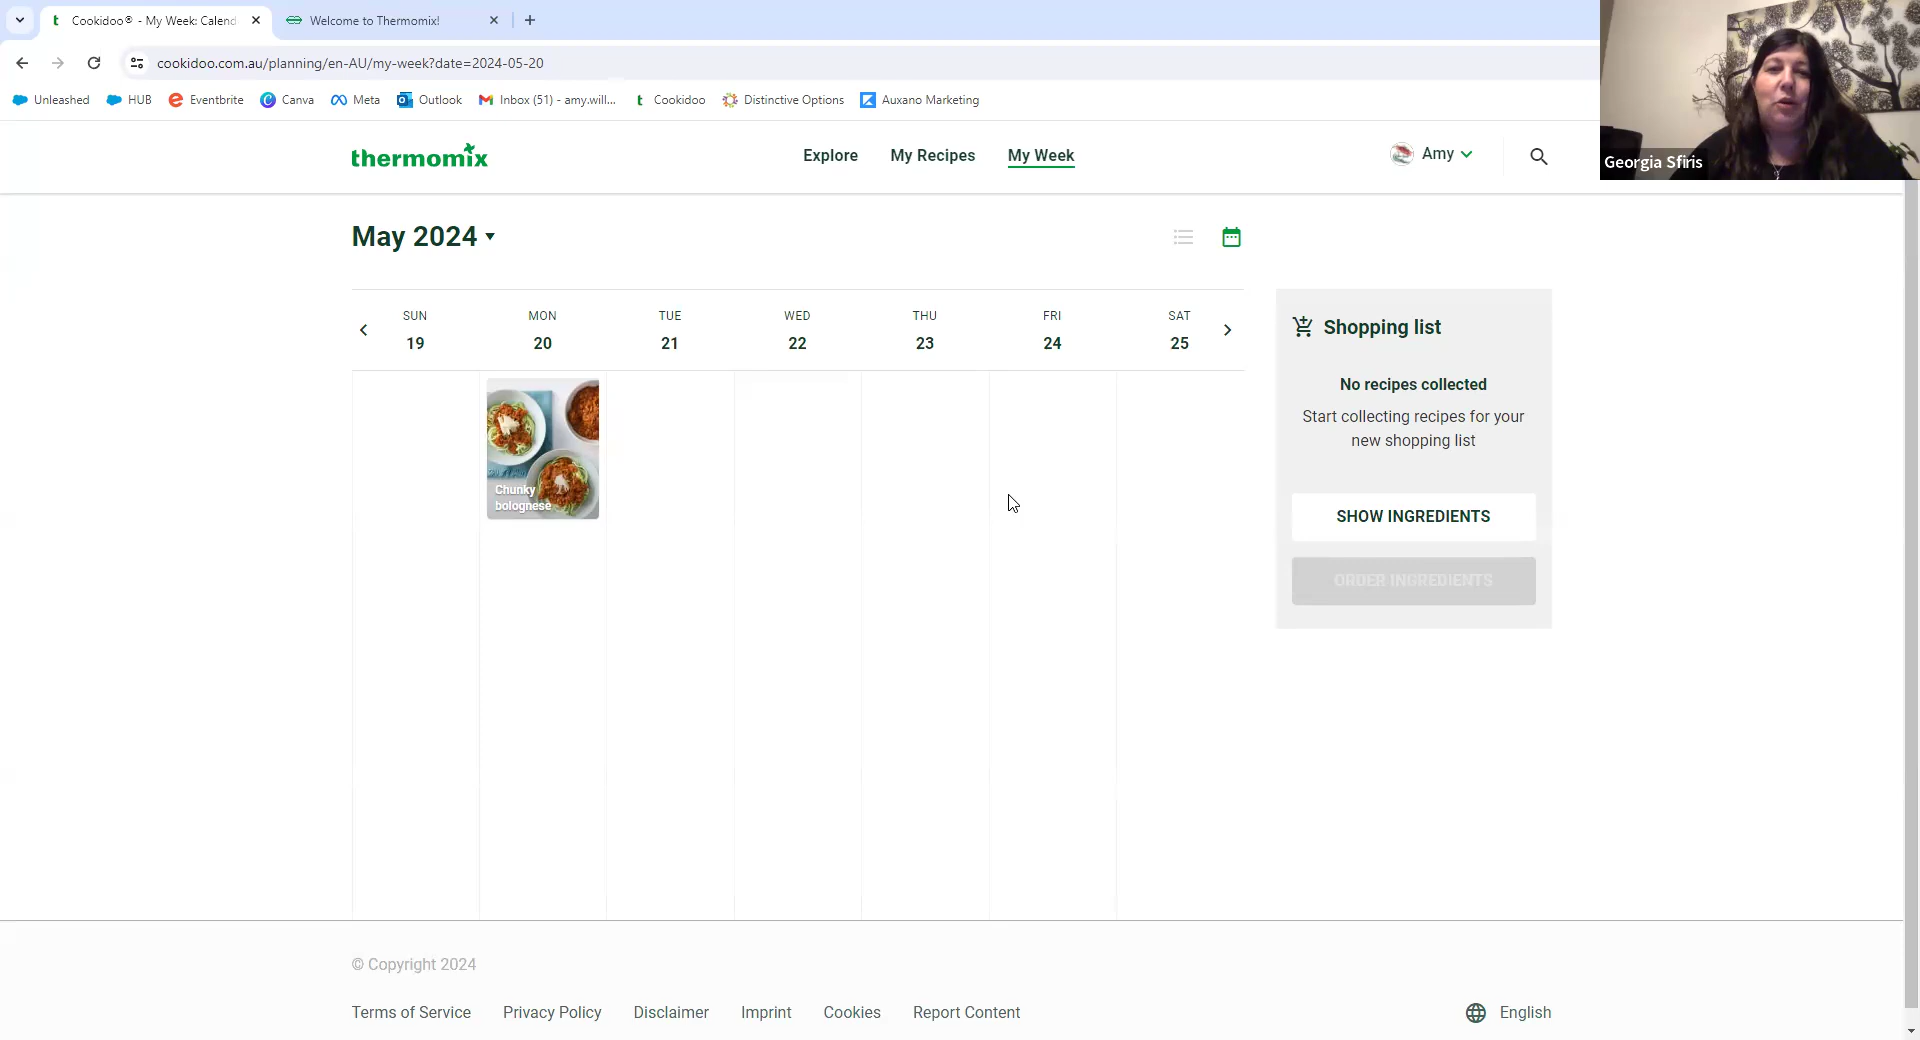 Cookidoo® - My Week: Calend
Welcome to Thermomix!
cookidoo.com.au/planning/en-AU/my-week?date=2024-05-20
Unleashed
HUB
Eventbrite
Canva
Meta
Outlook
Inbox (51) - amy.will...
Cookidoo
Distinctive Options
Auxano Marketing
thermomix
Explore
My Recipes
My Week
Amy
Georgia Sfiris
May 2024
SUN
MON
TUE
WED
THU
FRI
SAT
19
20
21
22
23
24
25
Chunky
bolognese
Shopping list
No recipes collected
Start collecting recipes for your
new shopping list
SHOW INGREDIENTS
ORDER INGREDIENTS
© Copyright 2024
Terms of Service
Privacy Policy
Disclaimer
Imprint
Cookies
Report Content
English